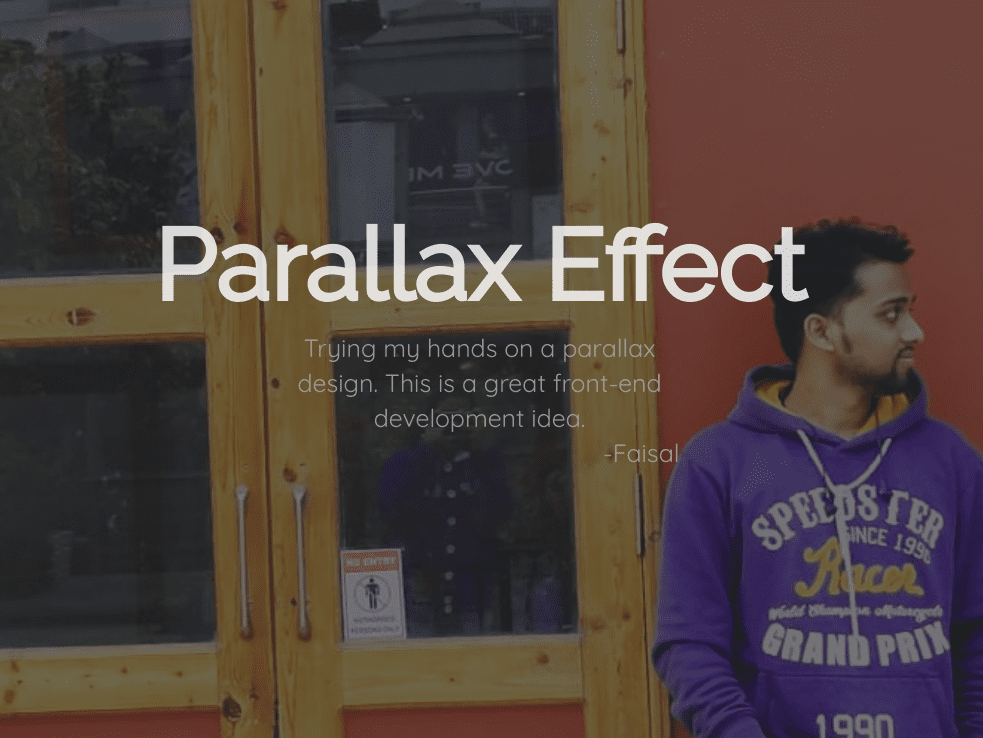 Parallax Effect
Trying my hands on a parallax
design. This is a great front-end
development idea.
-Faisal
SPEEDSTER
SINCE 1990
Racer
World Champion Motorcycle
GRAND PRIX
1990
NO ENTRY
AUTHORISED
PERSONS ONLY